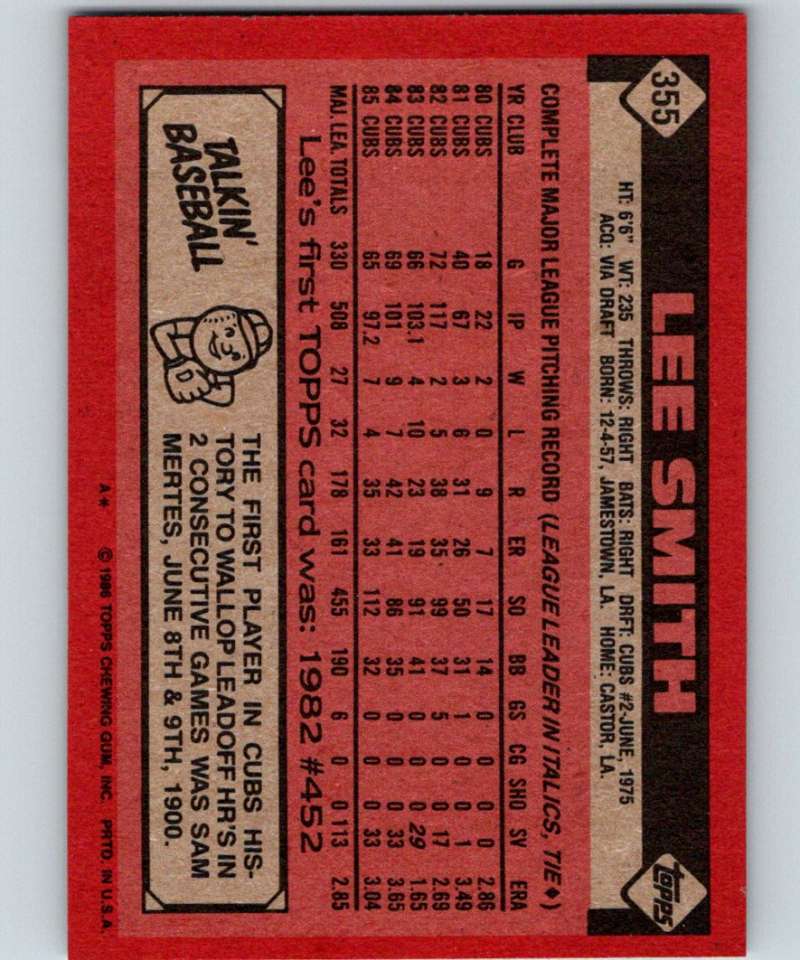 355
LEE SMITH
TOPPS
HT: 6'6" WT: 235 THROWS: RIGHT BATS: RIGHT DRFT: CUBS #2-JUNE, 1975
ACQ: VIA DRAFT BORN: 12-4-57, JAMESTOWN, LA. HOME: CASTOR, LA.
COMPLETE MAJOR LEAGUE PITCHING RECORD (LEAGUE LEADER IN ITALICS, TIE♦)
YR CLUB G IP W L R ER SO BB GS CG SHO SV ERA
80 CUBS 18 22 2 0 9 7 17 14 0 0 0 0 2.86
81 CUBS 40 67 3 6 31 26 50 31 1 0 0 1 3.49
82 CUBS 72 117 2 5 38 35 99 37 5 0 0 17 2.69
83 CUBS 66 103.1 4 10 23 19 91 41 0 0 0 29 1.65
84 CUBS 69 101 9 7 42 41 86 35 0 0 0 33 3.65
85 CUBS 65 97.2 7 4 35 33 112 32 0 0 0 33 3.04
MAJ. LEA. TOTALS 330 508 27 32 178 161 455 190 6 0 0 113 2.85
Lee's first TOPPS card was: 1982 #452
TALKIN'
BASEBALL
THE FIRST PLAYER IN CUBS HIS-
TORY TO WALLOP LEADOFF HR'S IN
2 CONSECUTIVE GAMES WAS SAM
MERTES, JUNE 8TH & 9TH, 1900.
A* © 1986 TOPPS CHEWING GUM, INC. PRTD. IN U.S.A.